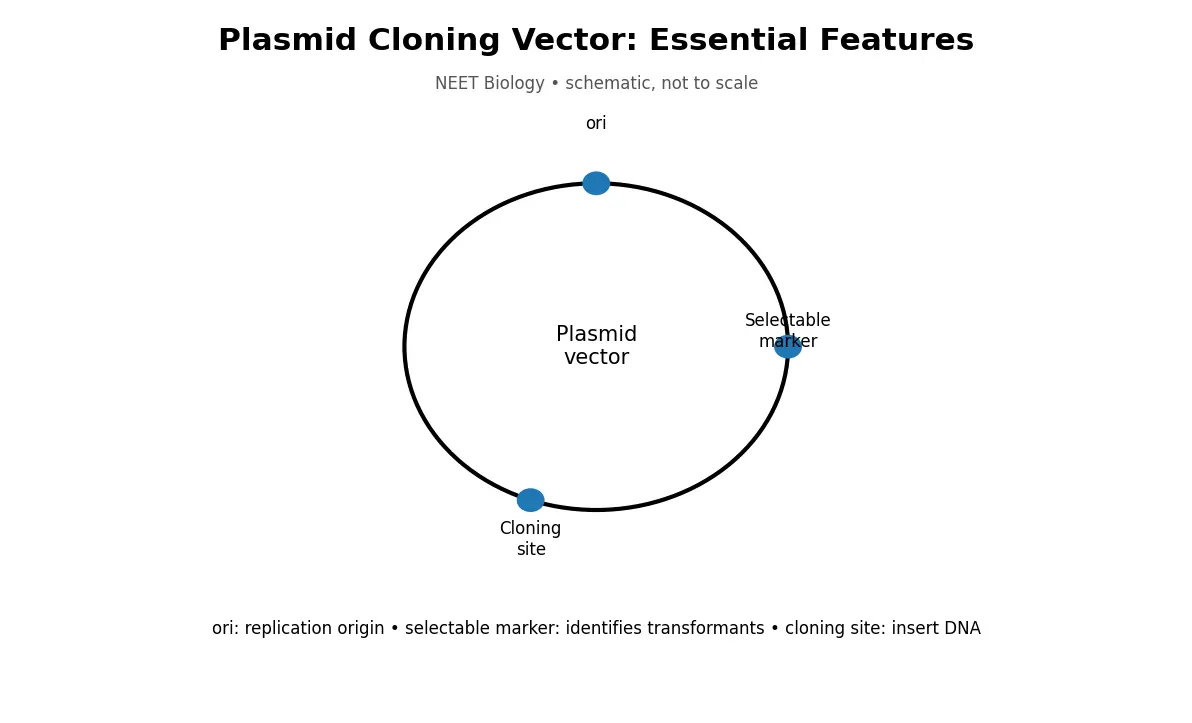 Plasmid Cloning Vector: Essential Features
NEET Biology • schematic, not to scale
ori
Selectable
marker
Plasmid
vector
Cloning
site
ori: replication origin • selectable marker: identifies transformants • cloning site: insert DNA